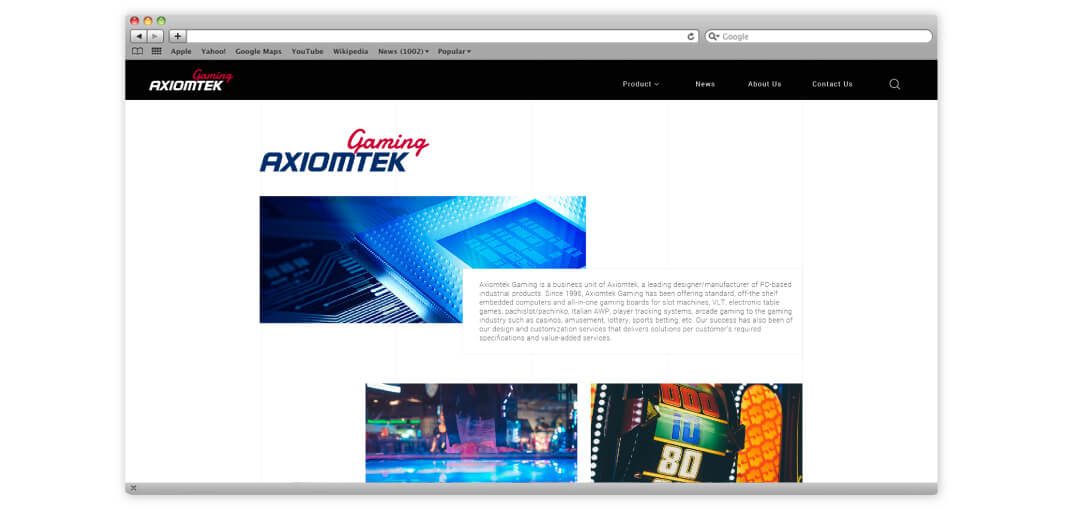 Google
Apple Yahoo! Google Maps YouTube Wikipedia News (1002) Popular
Gaming
AXIOMTEK
Product News About Us Contact Us
Gaming
AXIOMTEK
Axiomtek Gaming is a business unit of Axiomtek, a leading designer/manufacturer of PC-based
industrial products. Since 1996, Axiomtek Gaming has been offering standard, off-the shelf
embedded computers and all-in-one gaming boards for slot machines, VLT, electronic table
games, pachislot/pachinko, Italian AWP, player tracking systems, arcade gaming to the gaming
industry such as casinos, amusement, lottery, sports betting, etc. Our success has also been of
our design and customization services that delivers solutions per customer's required
specifications and value-added services.
80